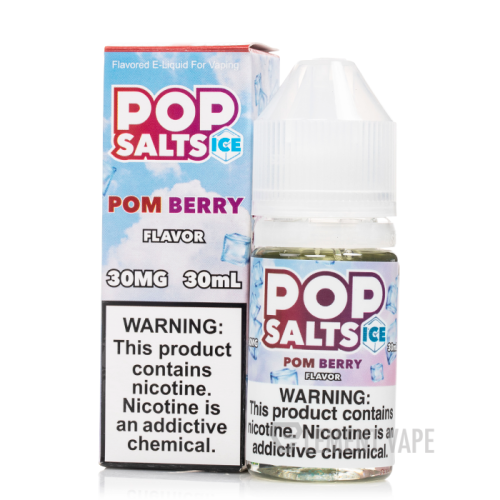 Flavored E-Liquid For Vaping
POP
SALTS ICE
POM BERRY
FLAVOR
30MG 30mL
WARNING:
This product
contains
nicotine.
Nicotine is
an addictive
chemical.
POP
SALTS ICE
POM BERRY
FLAVOR
WARNING:
This product contains
nicotine. Nicotine is an
addictive chemical.
ELEMENT VAPE